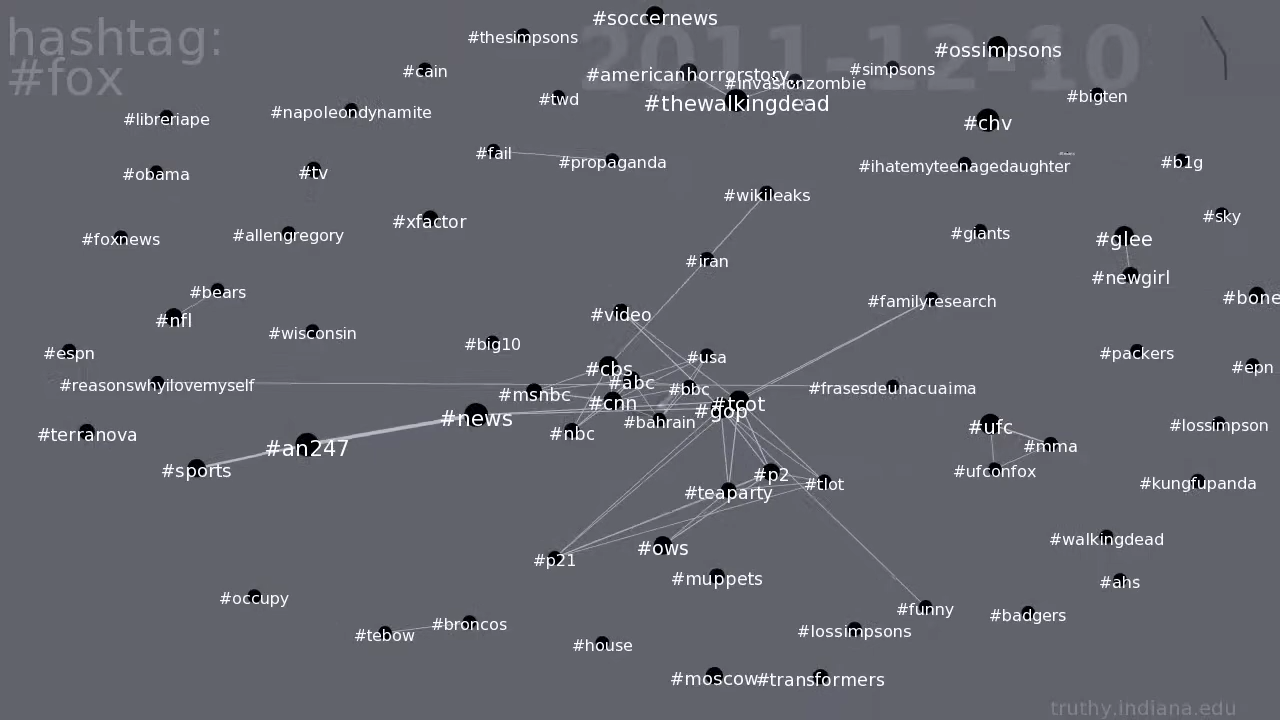 hashtag:
#fox
2011-12-10
#soccernews
#thesimpsons
#ossimpsons
#cain
#americanhorrorstory
#simpsons
#invasionzombie
#twd
#thewalkingdead
#bigten
#libreriape
#napoleondynamite
#chv
#fail
#propaganda
#ihatemyteenagedaughter
#b1g
#obama
#tv
#wikileaks
#xfactor
#sky
#foxnews
#allengregory
#giants
#glee
#iran
#newgirl
#bears
#familyresearch
#bone
#nfl
#video
#wisconsin
#big10
#espn
#usa
#packers
#cbs
#epn
#reasonswhyilovemyself
#abc
#bbc
#frasesdeunacuaima
#msnbc
#cnn
#tcot
#gop
#news
#bahrain
#ufc
#lossimpson
#terranova
#nbc
#an247
#mma
#sports
#p2
#ufconfox
#teaparty
#tlot
#kungfupanda
#ows
#walkingdead
#p21
#muppets
#ahs
#occupy
#funny
#badgers
#tebow
#broncos
#lossimpsons
#house
#moscow
#transformers
truthy.indiana.edu